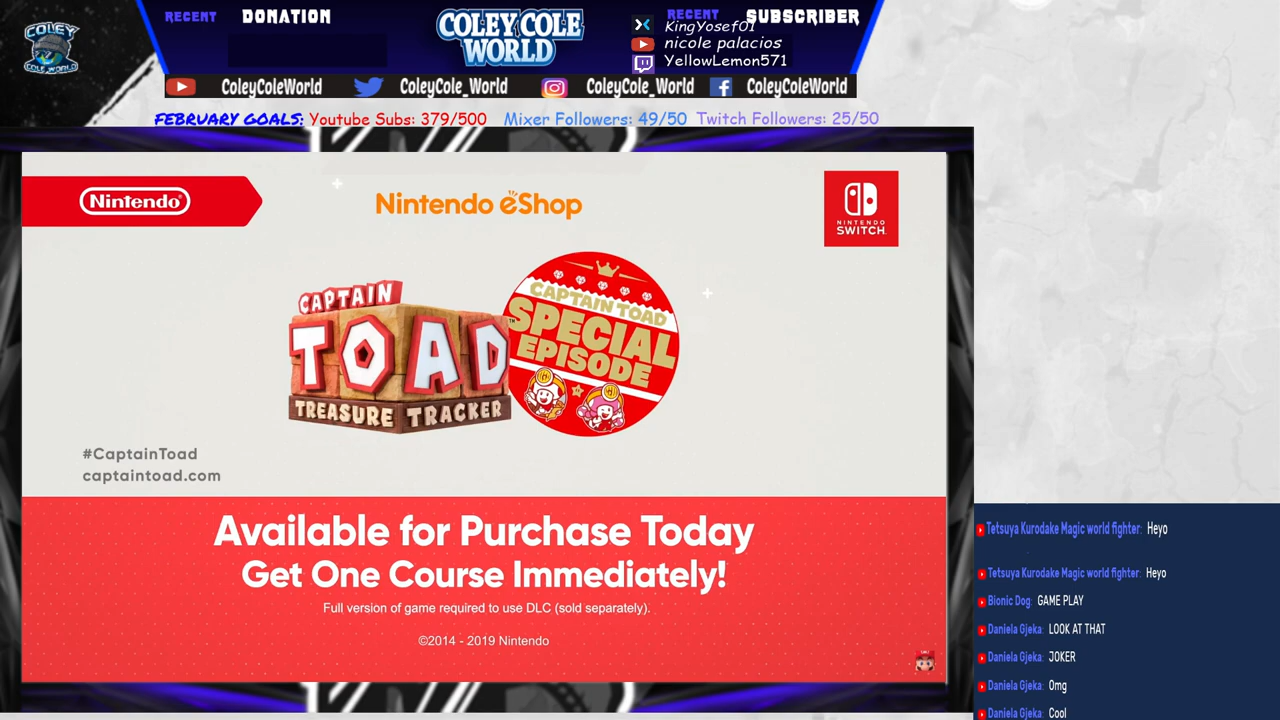 COLEY
COLE WORLD
RECENT DONATION
COLEY COLE
WORLD
RECENT SUBSCRIBER
KingYosef01
nicole palacios
YellowLemon571
ColeyColeWorld ColeyCole_World ColeyCole_World ColeyColeWorld
FEBRUARY GOALS: Youtube Subs: 379/500 Mixer Followers: 49/50 Twitch Followers: 25/50
Nintendo
Nintendo eShop
NINTENDO
SWITCH
CAPTAIN
TOAD
TREASURE TRACKER
CAPTAIN TOAD
SPECIAL
EPISODE
#CaptainToad
captaintoad.com
Available for Purchase Today
Get One Course Immediately!
Full version of game required to use DLC (sold separately).
©2014 - 2019 Nintendo
Tetsuya Kurodake Magic world fighter: Heyo
Tetsuya Kurodake Magic world fighter: Heyo
Bionic Dog: GAME PLAY
Daniela Gjeka: LOOK AT THAT
Daniela Gjeka: JOKER
Daniela Gjeka: Omg
Daniela Gjeka: Cool